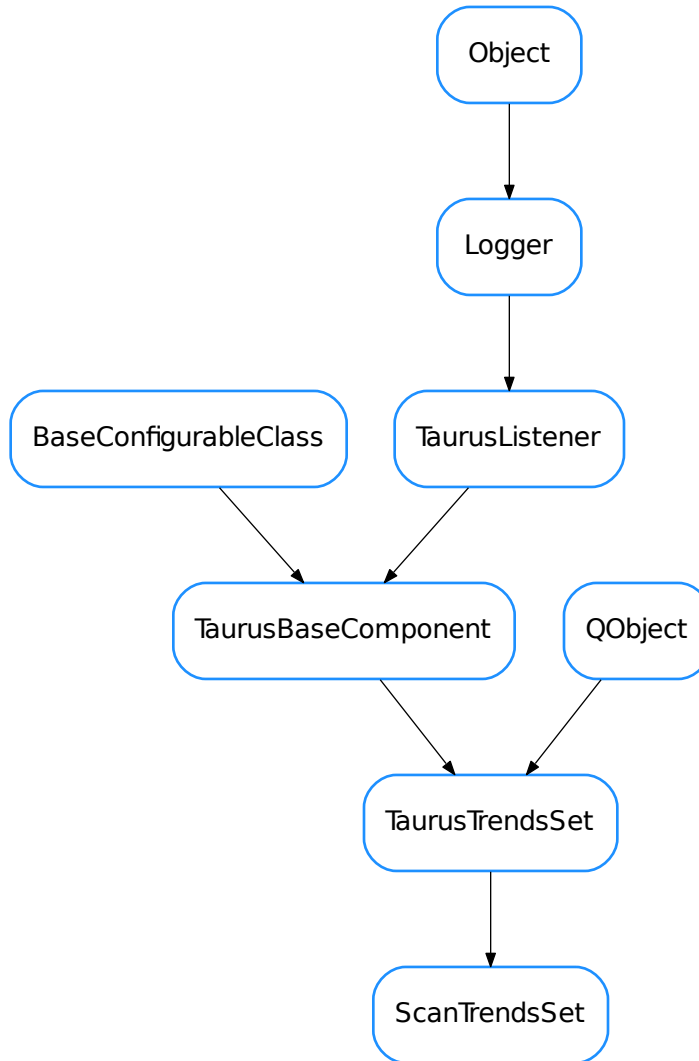 Object
Logger
BaseConfigurableClass
TaurusListener
TaurusBaseComponent
QObject
TaurusTrendsSet
ScanTrendsSet